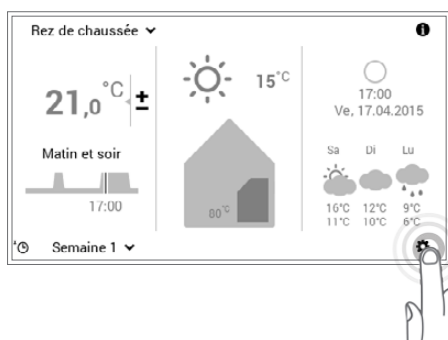 Rez de chaussée
21,0°C ±
Matin et soir
17:00
Semaine 1
15°C
80°C
17:00
Ve, 17.04.2015
Sa Di Lu
16°C 12°C 9°C
11°C 10°C 6°C